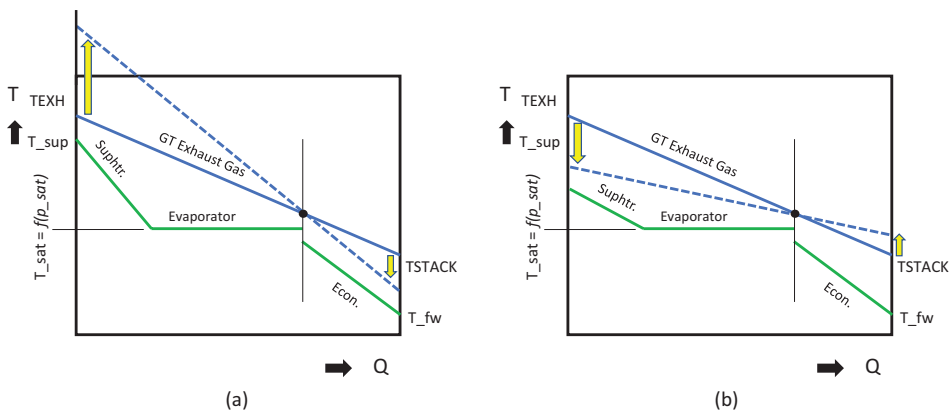 T
TEXH
T_sup
T_sat = f(p_sat)
Suphtr.
GT Exhaust Gas
Evaporator
Econ.
TSTACK
T_fw
Q
(a)
T
TEXH
T_sup
T_sat = f(p_sat)
Suphtr.
GT Exhaust Gas
Evaporator
Econ.
TSTACK
T_fw
Q
(b)